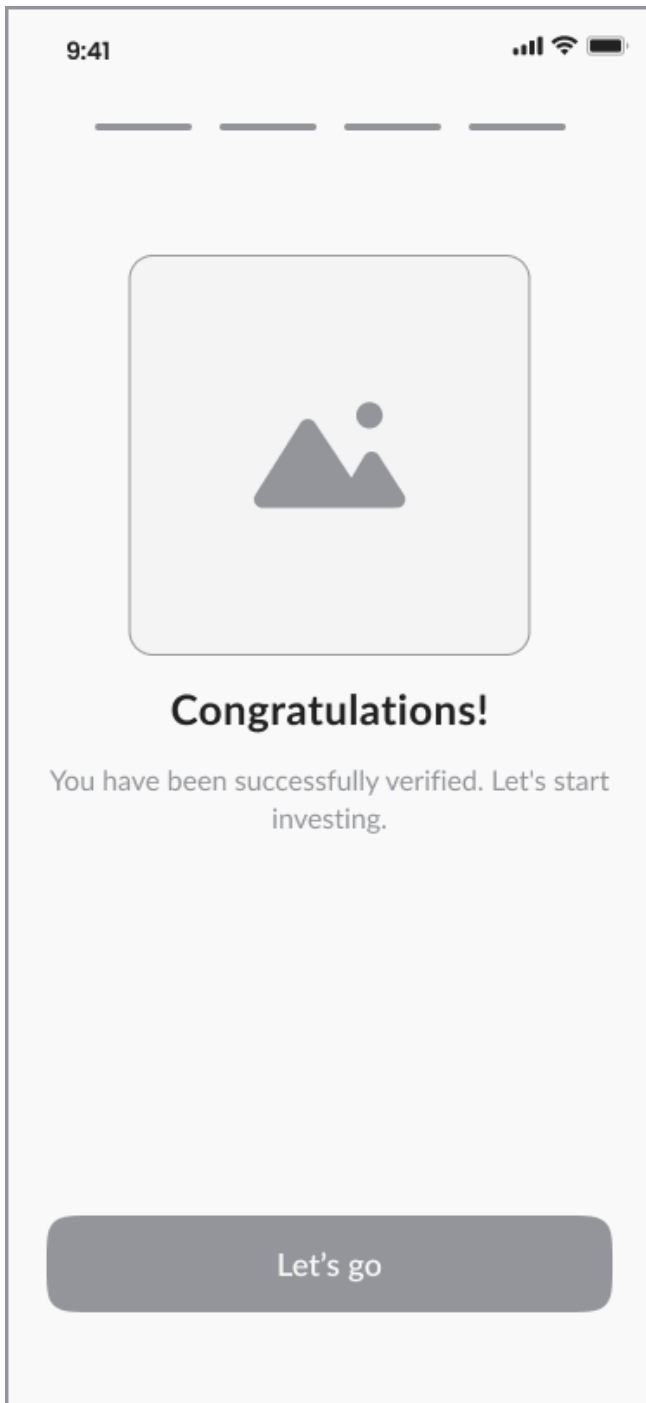 9:41
Congratulations!
You have been successfully verified. Let's start
investing.
Let’s go